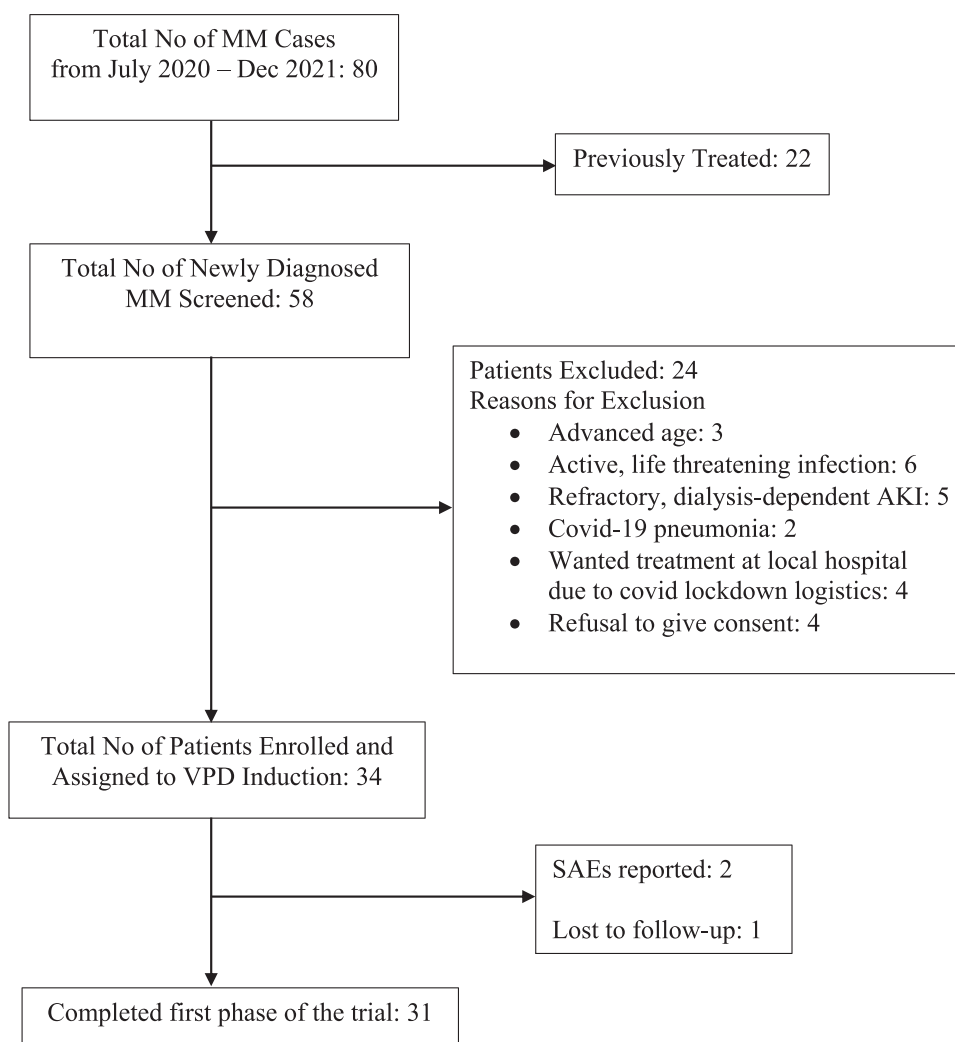 Total No of MM Cases
from July 2020 – Dec 2021: 80
Previously Treated: 22
Total No of Newly Diagnosed
MM Screened: 58
Patients Excluded: 24
Reasons for Exclusion
• Advanced age: 3
• Active, life threatening infection: 6
• Refractory, dialysis-dependent AKI: 5
• Covid-19 pneumonia: 2
• Wanted treatment at local hospital
due to covid lockdown logistics: 4
• Refusal to give consent: 4
Total No of Patients Enrolled and
Assigned to VPD Induction: 34
SAEs reported: 2
Lost to follow-up: 1
Completed first phase of the trial: 31